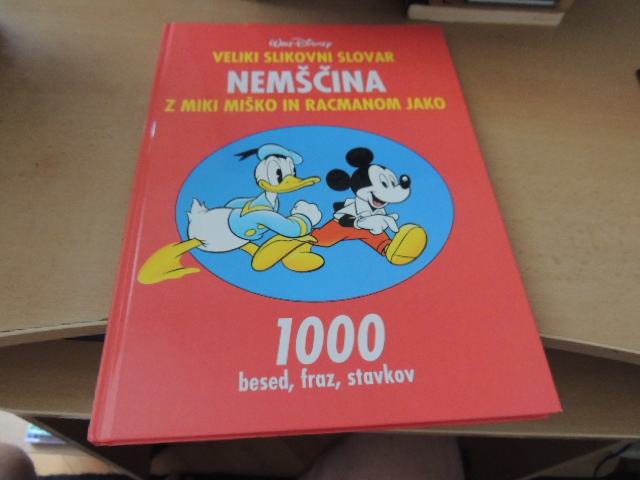 Walt Disney
VELIKI SLIKOVNI SLOVAR
NEMŠČINA
Z MIKI MIŠKO IN RACMANOM JAKO
1000
besed, fraz, stavkov